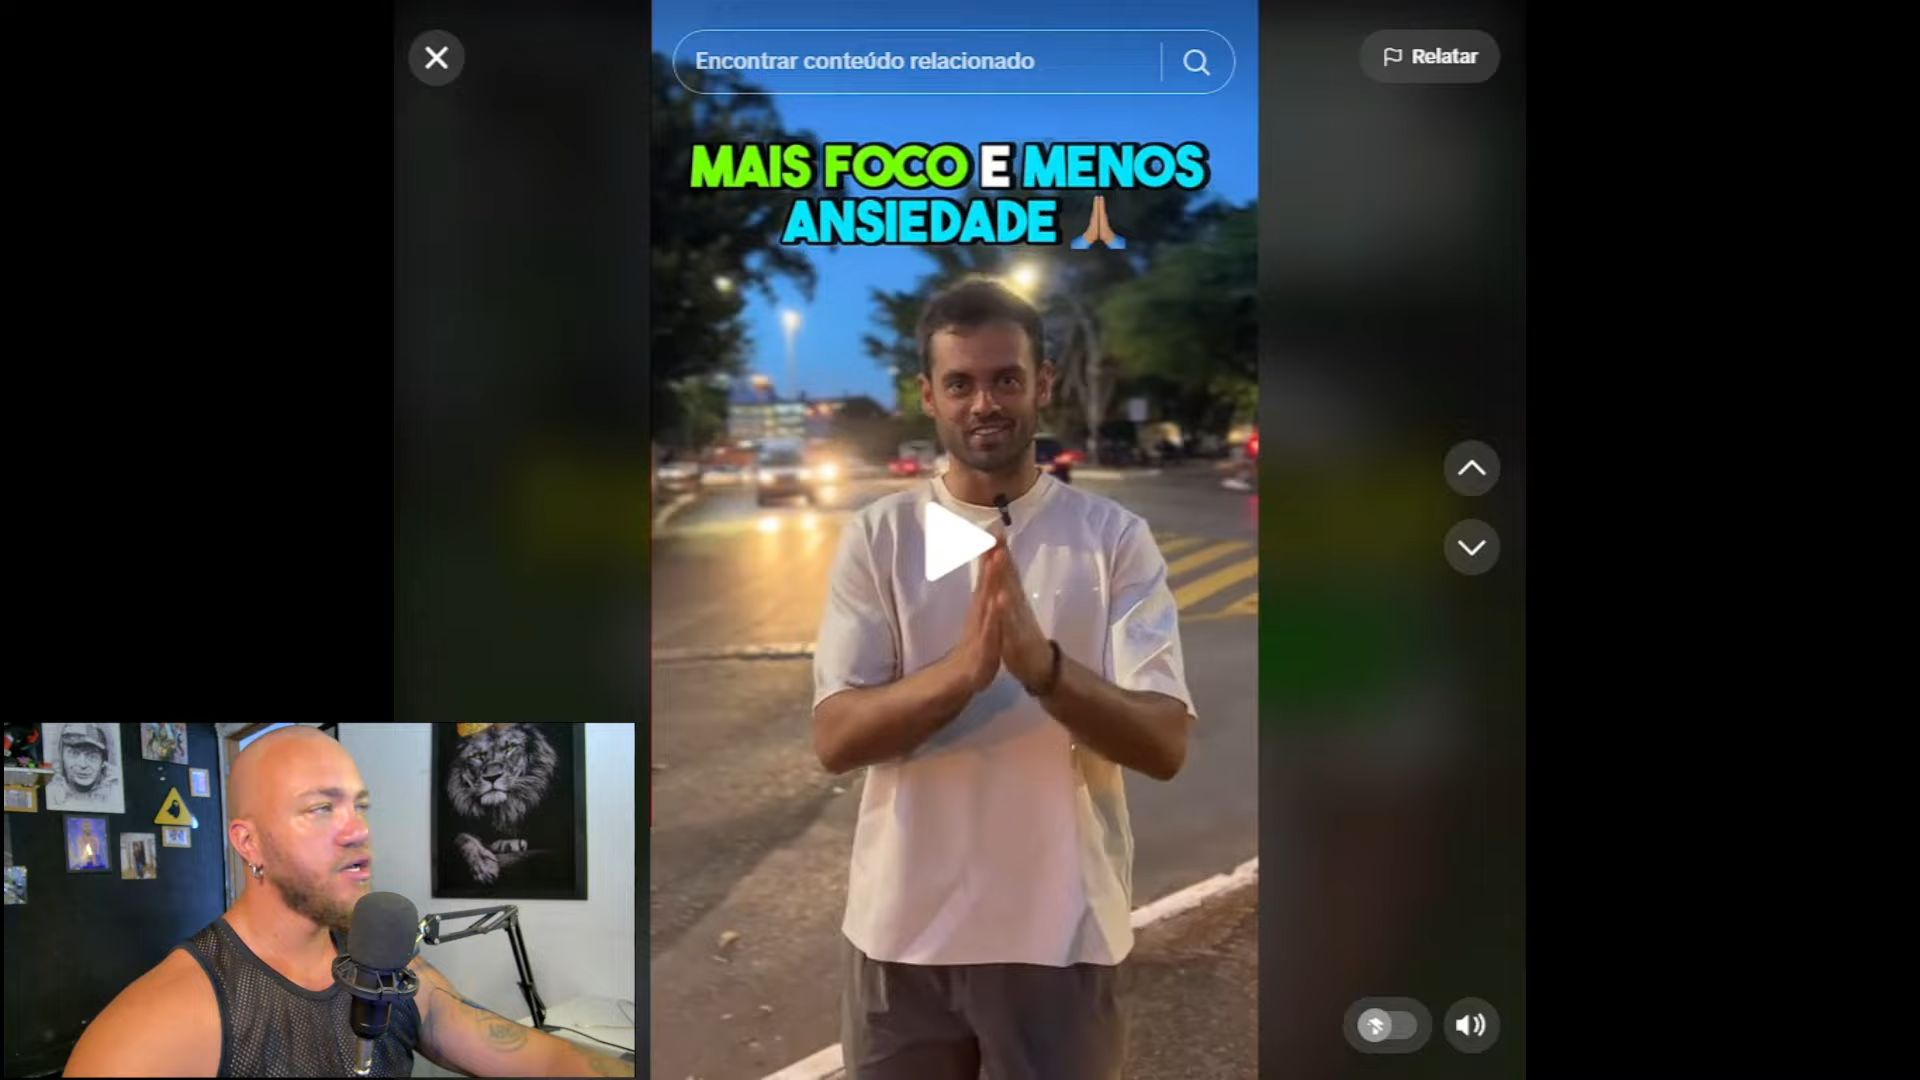 Encontrar conteúdo relacionado
Relatar
MAIS FOCO E MENOS
ANSIEDADE 🙏🏽